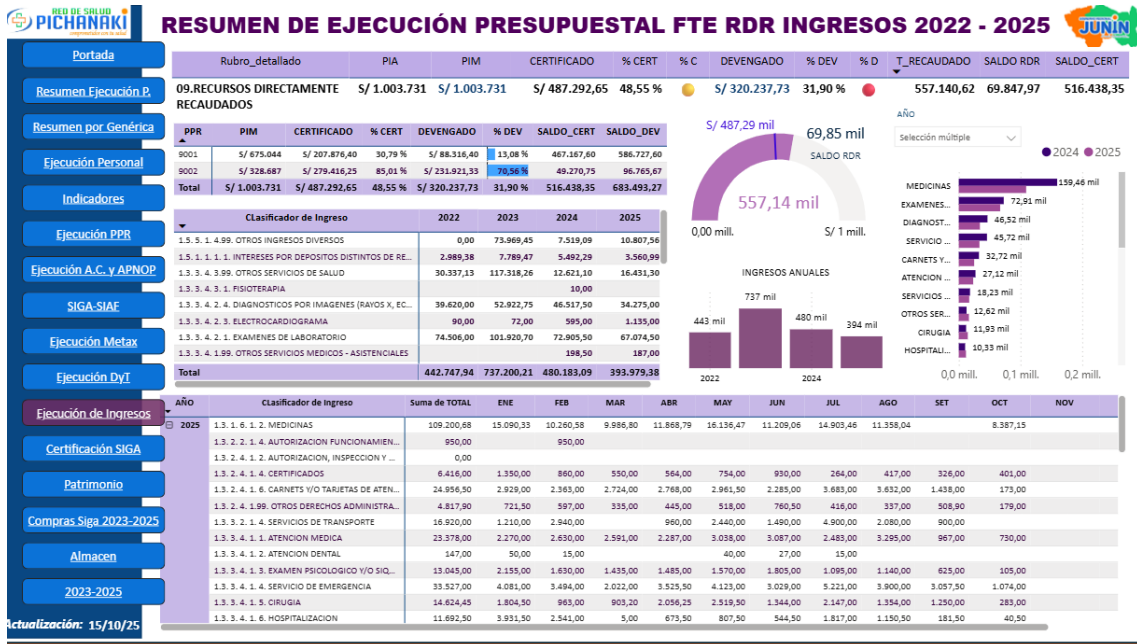 RED DE SALUD
PICHANAKI
RESUMEN DE EJECUCIÓN PRESUPUESTAL FTE RDR INGRESOS 2022 - 2025
JUNÍN
Portada
Resumen Ejecución P.
Resumen por Genérica
Ejecución Personal
Indicadores
Ejecución PPR
Ejecución A.C. y APNOP
SIGA-SIAF
Ejecución Metax
Ejecución DyT
Ejecución de Ingresos
Certificación SIGA
Patrimonio
Compras Siga 2023-2025
Almacen
2023-2025
Actualización: 15/10/25
Rubro_detallado PIA PIM CERTIFICADO % CERT % C DEVENGADO % DEV % D T_RECAUDADO SALDO RDR SALDO_CERT
09.RECURSOS DIRECTAMENTE S/ 1.003.731 S/ 1.003.731 S/ 487.292,65 48,55 % S/ 320.237,73 31,90 % 557.140,62 69.847,97 516.438,35
RECAUDADOS
PPR PIM CERTIFICADO % CERT DEVENGADO % DEV SALDO_CERT SALDO_DEV
9001 S/ 675.044 S/ 207.876,40 30,79 % S/ 88.316,40 13,08 % 467.167,60 586.727,60
9002 S/ 328.687 S/ 279.416,25 85,01 % S/ 231.921,33 70,56 % 49.270,75 96.765,67
Total S/ 1.003.731 S/ 487.292,65 48,55 % S/ 320.237,73 31,90 % 516.438,35 683.493,27
CLasificador de Ingreso 2022 2023 2024 2025
1.5. 5. 1. 4.99. OTROS INGRESOS DIVERSOS 0,00 73.969,45 7.519,09 10.807,56
1.5. 1. 1. 1. 1. INTERESES POR DEPOSITOS DISTINTOS DE RE... 2.989,38 7.789,47 5.492,29 3.560,99
1.3. 3. 4. 3.99. OTROS SERVICIOS DE SALUD 30.337,13 117.318,26 12.621,10 16.431,30
1.3. 3. 4. 3. 1. FISIOTERAPIA 10,00
1.3. 3. 4. 2. 4. DIAGNOSTICOS POR IMAGENES (RAYOS X, EC... 39.620,00 52.922,75 46.517,50 34.275,00
1.3. 3. 4. 2. 3. ELECTROCARDIOGRAMA 90,00 72,00 595,00 1.135,00
1.3. 3. 4. 2. 1. EXAMENES DE LABORATORIO 74.506,00 101.920,70 72.905,50 67.074,50
1.3. 3. 4. 1.99. OTROS SERVICIOS MEDICOS - ASISTENCIALES 198,50 187,00
Total 442.747,94 737.200,21 480.183,09 393.979,38
S/ 487,29 mil
69,85 mil
SALDO RDR
557,14 mil
0,00 mill.
S/ 1 mill.
INGRESOS ANUALES
443 mil
737 mil
480 mil
394 mil
2022
2024
AÑO
Selección múltiple
2024 2025
MEDICINAS 159,46 mil
EXAMENES... 72,91 mil
DIAGNOST... 46,52 mil
SERVICIO ... 45,72 mil
CARNETS Y... 32,72 mil
ATENCION ... 27,12 mil
SERVICIOS ... 18,23 mil
OTROS SER... 12,62 mil
CIRUGIA 11,93 mil
HOSPITALI... 10,33 mil
0,0 mill. 0,1 mill. 0,2 mill.
AÑO CLasificador de Ingreso Suma de TOTAL ENE FEB MAR ABR MAY JUN JUL AGO SET OCT NOV
2025 1.3. 1. 6. 1. 2. MEDICINAS 109.200,68 15.090,33 10.260,58 9.986,80 11.868,79 16.136,47 11.209,06 14.903,46 11.358,04 8.387,15
1.3. 2. 2. 1. 4. AUTORIZACION FUNCIONAMIEN... 950,00 950,00
1.3. 2. 4. 1. 2. AUTORIZACION, INSPECCION Y ... 0,00
1.3. 2. 4. 1. 4. CERTIFICADOS 6.416,00 1.350,00 860,00 550,00 564,00 754,00 930,00 264,00 417,00 326,00 401,00
1.3. 2. 4. 1. 6. CARNETS Y/O TARJETAS DE ATEN... 24.956,50 2.929,00 2.363,00 2.724,00 2.768,00 2.961,50 2.285,00 3.683,00 3.632,00 1.438,00 173,00
1.3. 2. 4. 1.99. OTROS DERECHOS ADMINISTRA... 4.817,90 721,50 597,00 335,00 445,00 518,00 760,50 416,00 337,00 508,90 179,00
1.3. 3. 2. 1. 4. SERVICIOS DE TRANSPORTE 16.920,00 1.210,00 2.940,00 960,00 2.440,00 1.490,00 4.900,00 2.080,00 900,00
1.3. 3. 4. 1. 1. ATENCION MEDICA 23.378,00 2.270,00 2.630,00 2.591,00 2.287,00 3.038,00 3.087,00 2.483,00 3.295,00 967,00 730,00
1.3. 3. 4. 1. 2. ATENCION DENTAL 147,00 50,00 15,00 40,00 27,00 15,00
1.3. 3. 4. 1. 3. EXAMEN PSICOLOGICO Y/O SIQ... 13.045,00 2.155,00 1.630,00 1.435,00 1.485,00 1.570,00 1.805,00 1.095,00 1.140,00 625,00 105,00
1.3. 3. 4. 1. 4. SERVICIO DE EMERGENCIA 33.527,00 4.081,00 3.494,00 2.022,00 3.525,50 4.123,00 3.029,00 5.221,00 3.900,00 3.057,50 1.074,00
1.3. 3. 4. 1. 5. CIRUGIA 14.624,45 1.804,50 963,00 903,20 2.056,25 2.519,50 1.344,00 2.147,00 1.354,00 1.250,00 283,00
1.3. 3. 4. 1. 6. HOSPITALIZACION 11.692,50 3.931,50 2.541,00 5,00 673,50 807,50 544,50 1.817,00 1.150,50 181,50 40,50